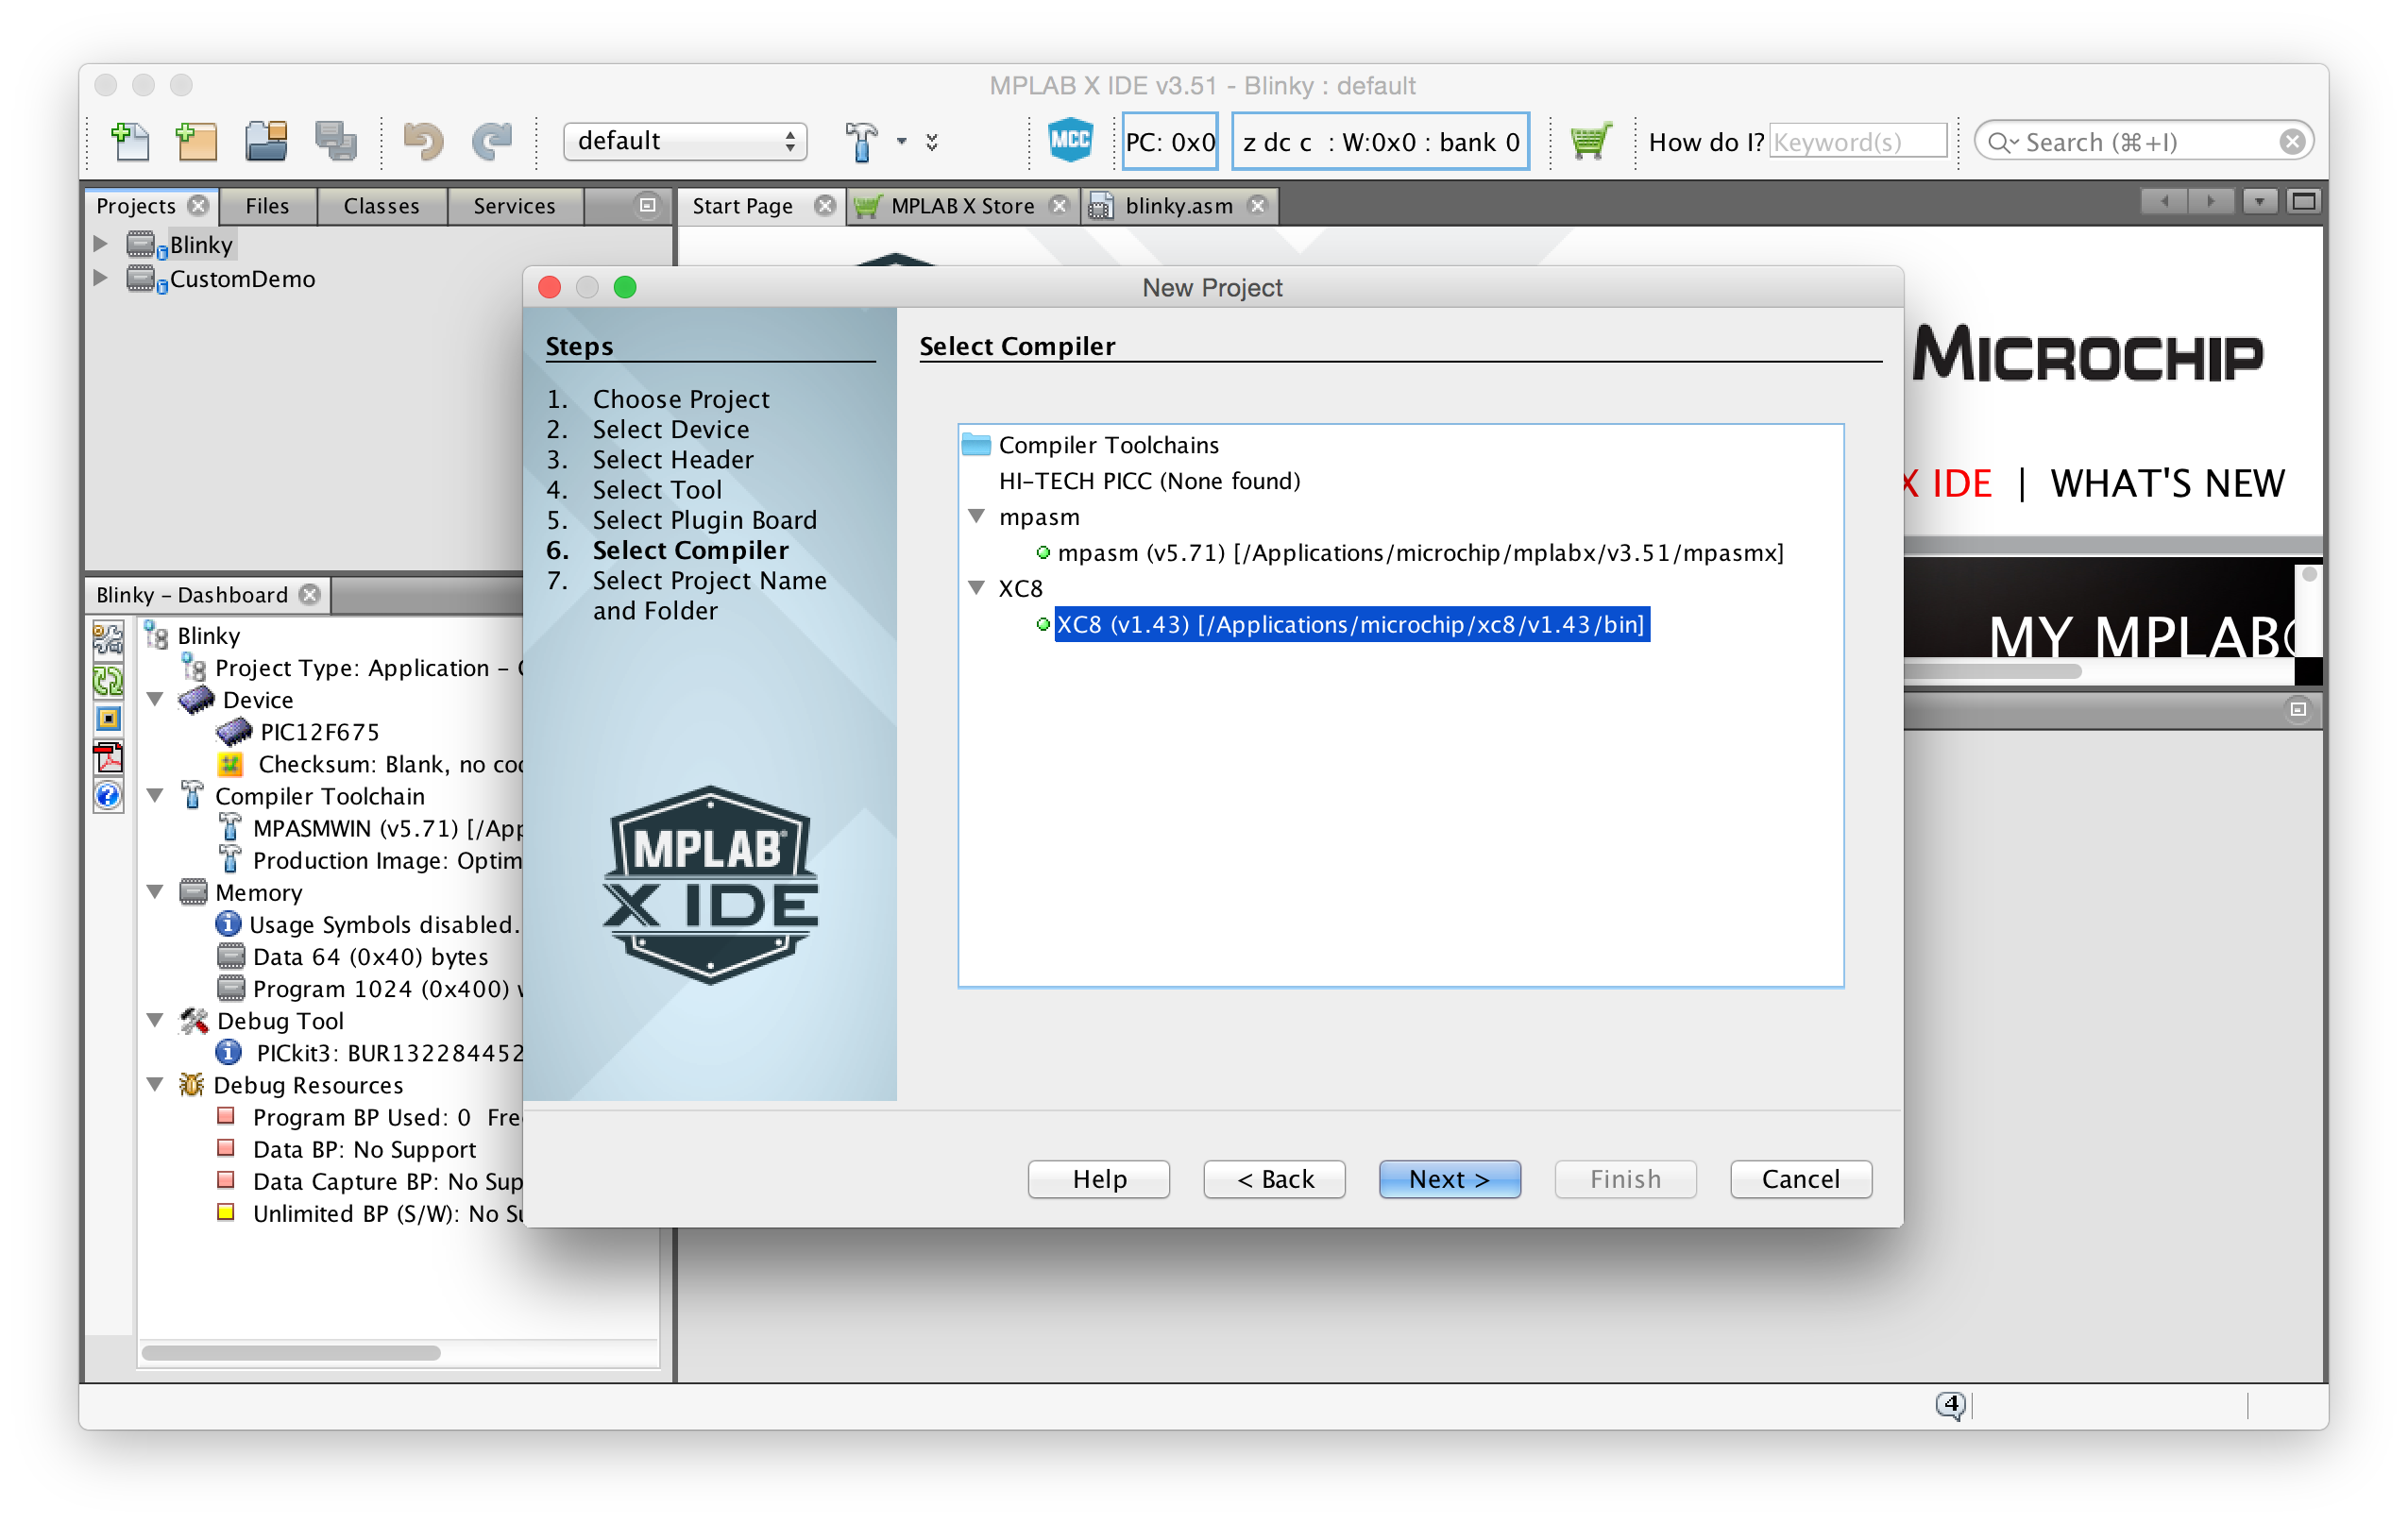 MPLAB X IDE v3.51 - Blinky : default
default
MCC
PC: 0x0
z dc c : W:0x0 : bank 0
How do I?
Keyword(s)
Search (⌘+I)
Projects
Files
Classes
Services
Start Page
MPLAB X Store
blinky.asm
Blinky
CustomDemo
New Project
Steps
1. Choose Project
2. Select Device
3. Select Header
4. Select Tool
5. Select Plugin Board
6. Select Compiler
7. Select Project Name
and Folder
MPLAB®
X IDE
Select Compiler
Compiler Toolchains
HI-TECH PICC (None found)
mpasm
mpasm (v5.71) [/Applications/microchip/mplabx/v3.51/mpasmx]
XC8
XC8 (v1.43) [/Applications/microchip/xc8/v1.43/bin]
Help
< Back
Next >
Finish
Cancel
MICROCHIP
X IDE | WHAT'S NEW
MY MPLAB®
Blinky - Dashboard
Blinky
Project Type: Application -
Device
PIC12F675
Checksum: Blank, no
Compiler Toolchain
MPASMWIN (v5.71)
Production Image:
Memory
Usage Symbols disabled.
Data 64 (0x40) bytes
Program 1024 (0x400)
Debug Tool
PICkit3: BUR132284452
Debug Resources
Program BP Used: 0
Data BP: No Support
Data Capture BP: No
Unlimited BP (S/W): No
4